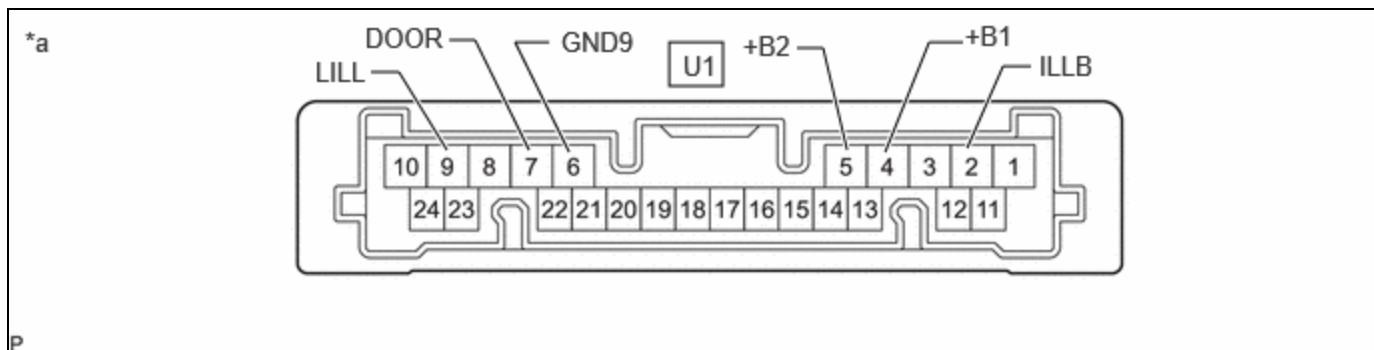 *a
DOOR GND9 U1 +B2 +B1
LILL ILLB
10 9 8 7 6 5 4 3 2 1
24 23 22 21 20 19 18 17 16 15 14 13 12 11
P